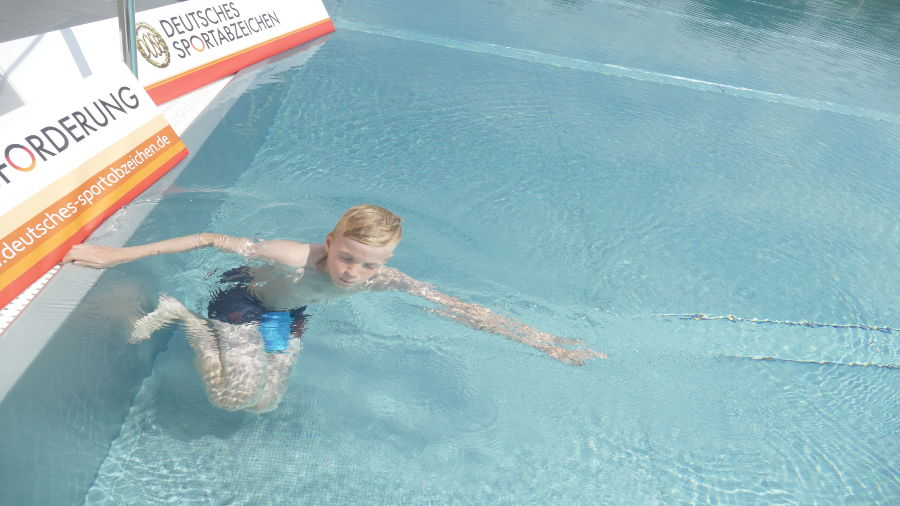 DEUTSCHES
SPORTABZEICHEN
FORDERUNG
.deutsches-sportabzeichen.de